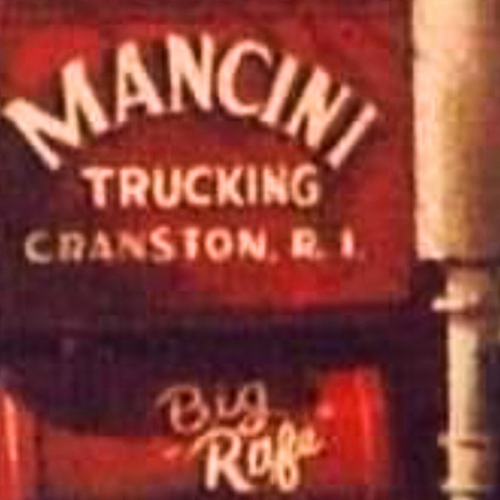 MANCINI
TRUCKING
CRANSTON, R. I.
Big
Rafe